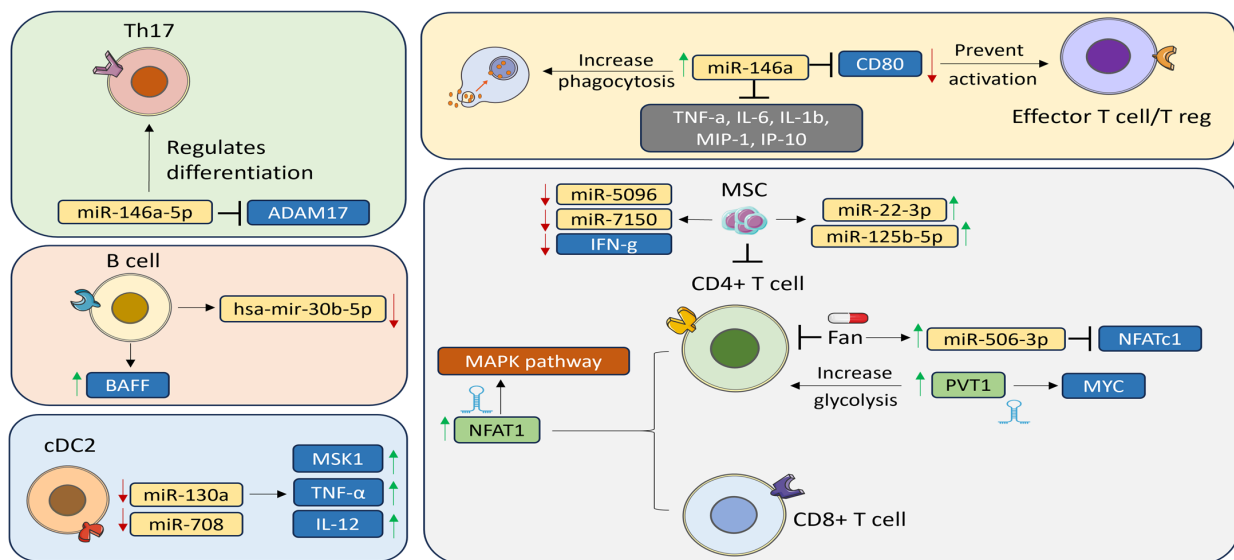 Th17
Regulates
differentiation
miR-146a-5p
ADAM17
B cell
hsa-mir-30b-5p
BAFF
cDC2
miR-130a
miR-708
MSK1
TNF-α
IL-12
Increase
phagocytosis
miR-146a
CD80
Prevent
activation
TNF-a, IL-6, IL-1b,
MIP-1, IP-10
Effector T cell/T reg
miR-5096
miR-7150
IFN-g
MSC
miR-22-3p
miR-125b-5p
CD4+ T cell
Fan
miR-506-3p
NFATc1
MAPK pathway
Increase
glycolysis
PVT1
MYC
NFAT1
CD8+ T cell